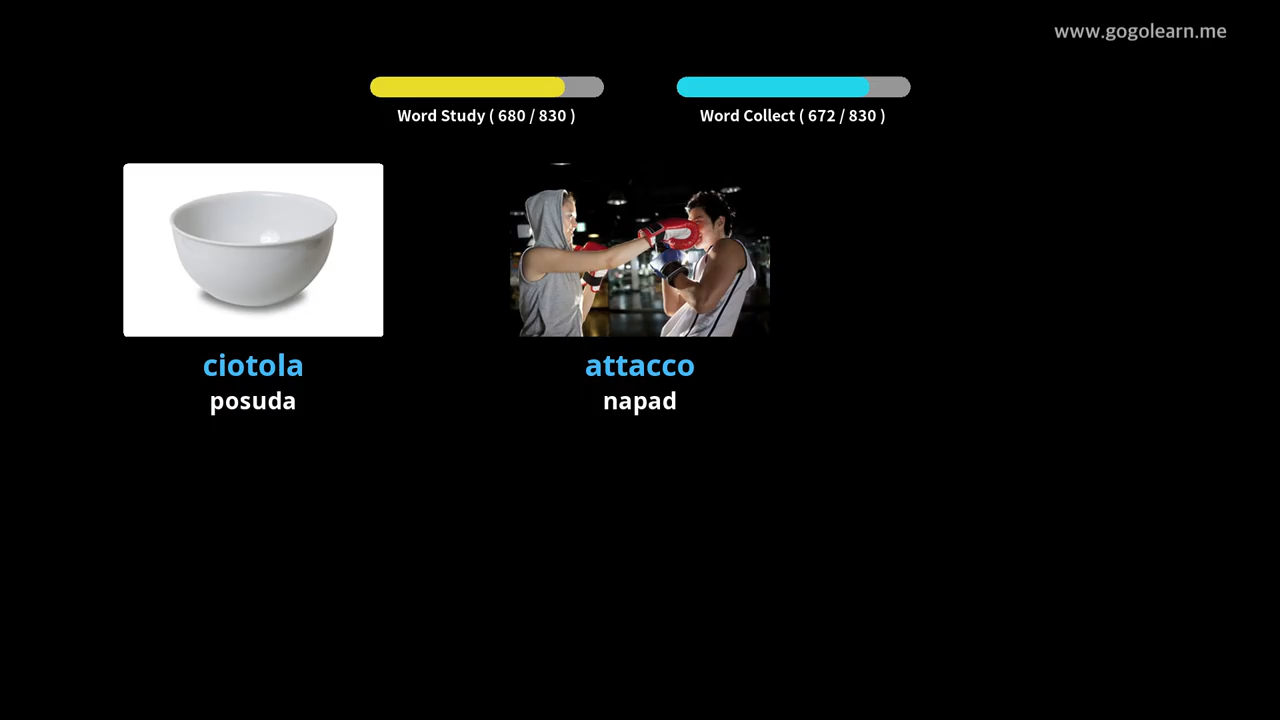 www.gogolearn.me
Word Study ( 680 / 830 )
Word Collect ( 672 / 830 )
ciotola
posuda
attacco
napad